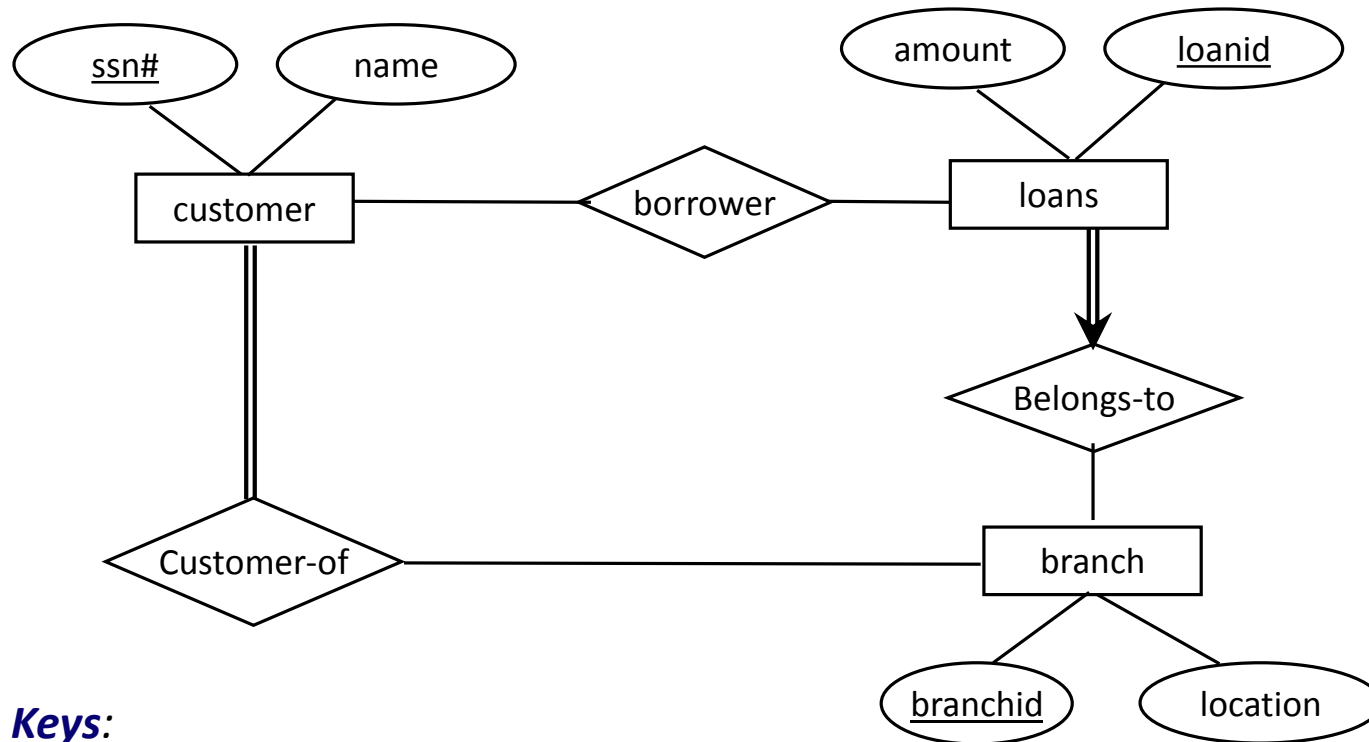 ssn# name amount loanid
customer borrower loans
Belongs-to
Customer-of branch
branchid location
Keys: